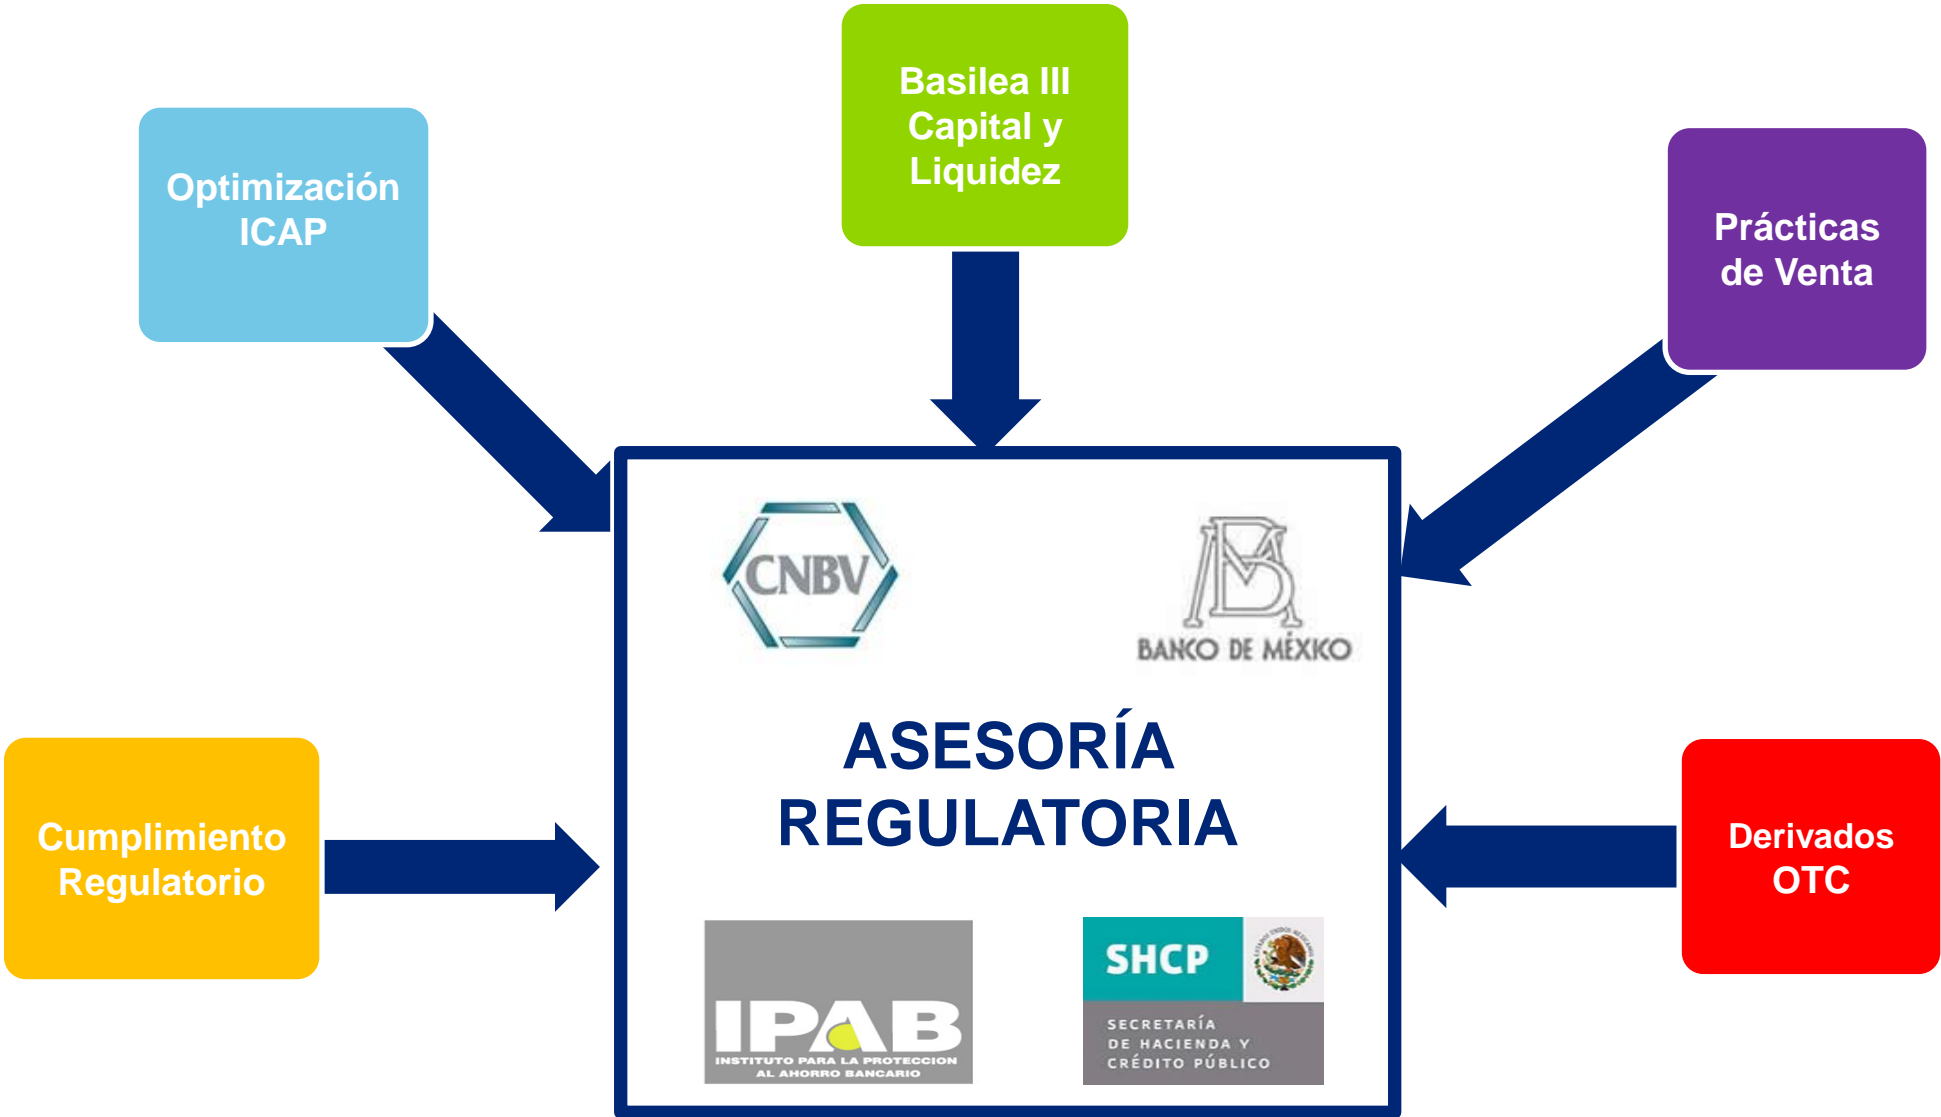 Basilea III
Capital y
Liquidez
Optimización
ICAP
Prácticas
de Venta
CNBV
BANCO DE MÉXICO
ASESORÍA
REGULATORIA
Cumplimiento
Regulatorio
Derivados
OTC
IPAB
INSTITUTO PARA LA PROTECCION
AL AHORRO BANCARIO
SHCP
SECRETARÍA
DE HACIENDA Y
CRÉDITO PÚBLICO